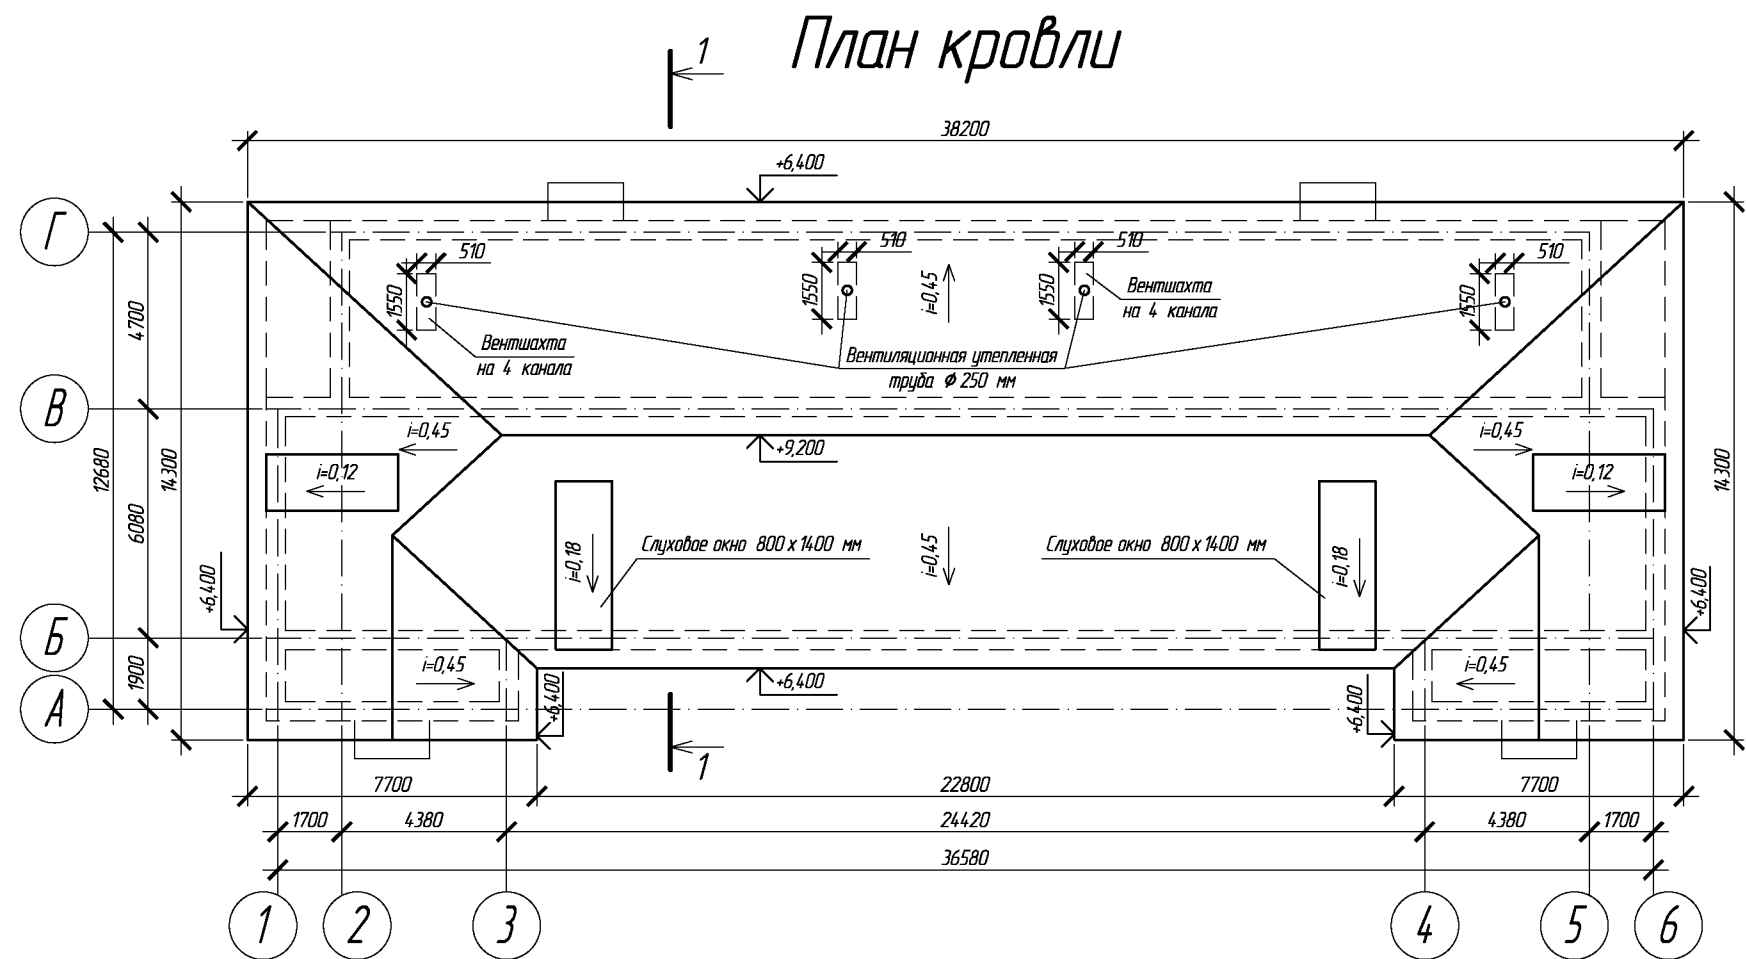 План кровли
1
38200
+6,400
Г
510
510
510
510
1550
1550
i=0,45
1550
1550
Вентшахта
на 4 канала
4700
Вентшахта
на 4 канала
Вентиляционная утепленная
труба Ф 250 мм
В
i=0,45
i=0,45
+9,200
12680
14300
i=0,12
i=0,12
14300
6080
i=0,18
Слуховое окно 800 х 1400 мм
i=0,45
Слуховое окно 800 х 1400 мм
i=0,18
+6,400
+6,400
Б
1900
i=0,45
+6,400
+6,400
+6,400
i=0,45
А
1
7700
22800
7700
1700
4380
24420
4380
1700
36580
1
2
3
4
5
6